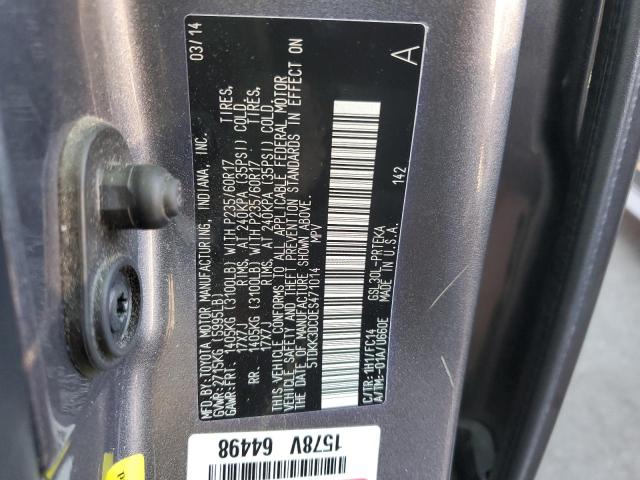 MFD.BY:TOYOTA MOTOR MANUFACTURING, INDIANA, INC. 03/14
GVWR:2715KG(5995LB)
GAWR:FRT. 1405KG(3100LB)WITH P235/60R17 TIRES,
17X7J RIMS, AT 240KPA(35PSI) COLD,
RR. 1405KG(3100LB)WITH P235/60R17 TIRES,
17X7J RIMS, AT 240KPA(35PSI) COLD,
THIS VEHICLE CONFORMS TO ALL APPLICABLE FEDERAL MOTOR
VEHICLE SAFETY AND THEFT PREVENTION STANDARDS IN EFFECT ON
THE DATE OF MANUFACTURE SHOWN ABOVE.
5TDKK3DC0ES471014 MPV
142 A
C/TR:1H1/FC14 GSL30L-PRTEKA
A/TM:-01A/U660E MADE IN U.S.A.
1578V 64498